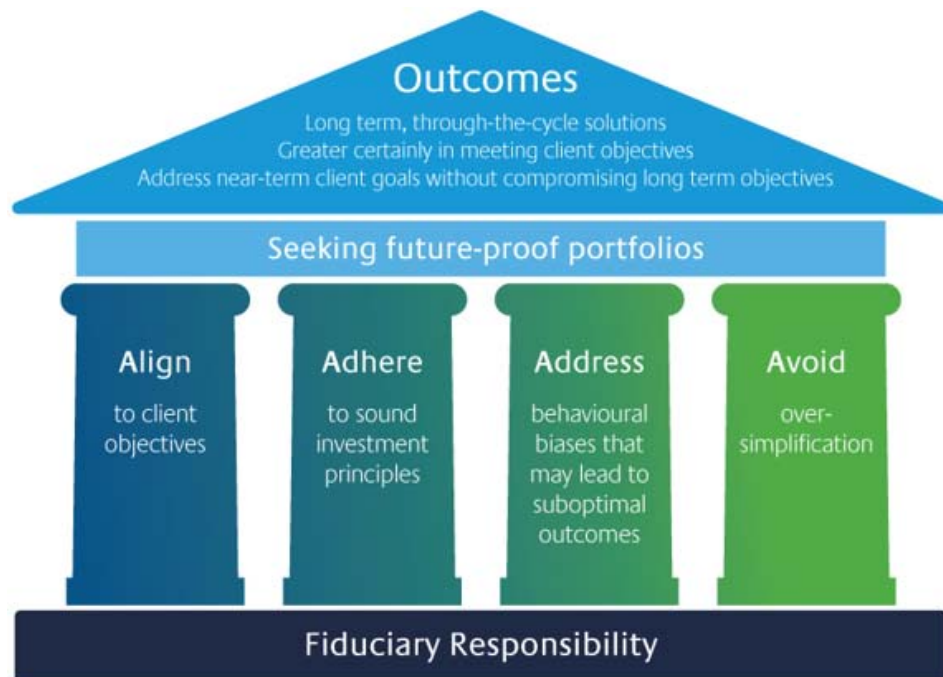 Outcomes
Long term, through-the-cycle solutions
Greater certainly in meeting client objectives
Address near-term client goals without compromising long term objectives
Seeking future-proof portfolios
Align
to client
objectives
Adhere
to sound
investment
principles
Address
behavioural
biases that
may lead to
suboptimal
outcomes
Avoid
over-
simplification
Fiduciary Responsibility